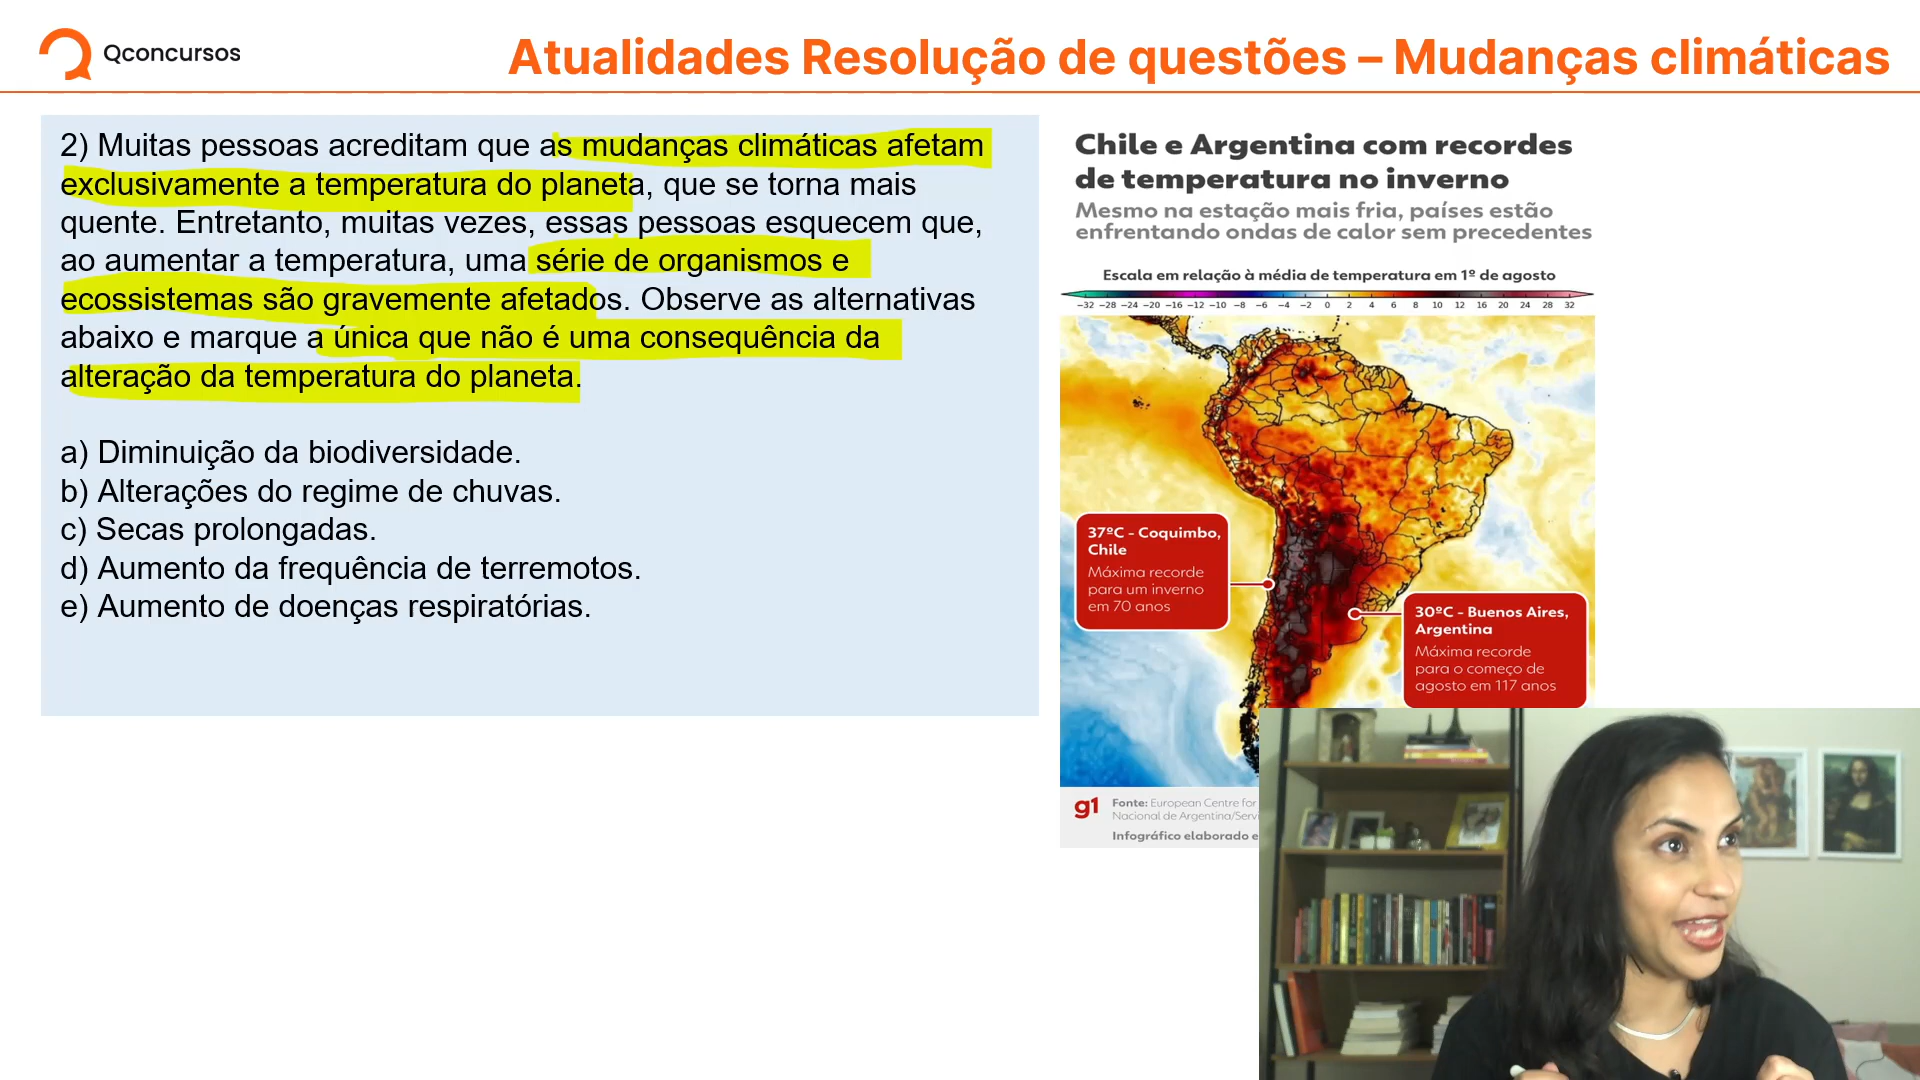 Qconcursos
Atualidades Resolução de questões – Mudanças climáticas
2) Muitas pessoas acreditam que as mudanças climáticas afetam
exclusivamente a temperatura do planeta, que se torna mais
quente. Entretanto, muitas vezes, essas pessoas esquecem que,
ao aumentar a temperatura, uma série de organismos e
ecossistemas são gravemente afetados. Observe as alternativas
abaixo e marque a única que não é uma consequência da
alteração da temperatura do planeta.
a) Diminuição da biodiversidade.
b) Alterações do regime de chuvas.
c) Secas prolongadas.
d) Aumento da frequência de terremotos.
e) Aumento de doenças respiratórias.
Chile e Argentina com recordes
de temperatura no inverno
Mesmo na estação mais fria, países estão
enfrentando ondas de calor sem precedentes
Escala em relação à média de temperatura em 1º de agosto
−32 −28 −24 −20 −16 −12 −10 −8 −6 −4 −2 0 2 4 6 8 10 12 16 20 24 28 32
37ºC - Coquimbo,
Chile
Máxima recorde
para um inverno
em 70 anos
30ºC - Buenos Aires,
Argentina
Máxima recorde
para o começo de
agosto em 117 anos
g1
Fonte: European Centre for
Nacional de Argentina/Servi
Infográfico elaborado e